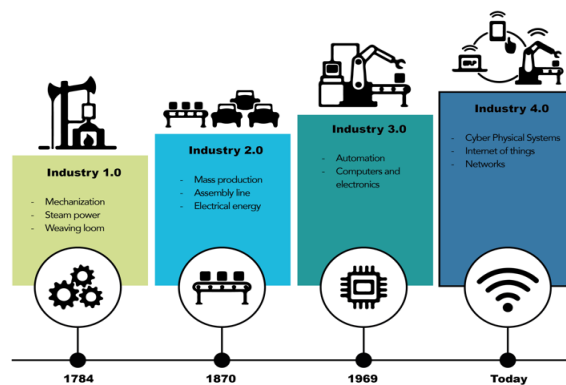 Industry 1.0
- Mechanization
- Steam power
- Weaving loom
Industry 2.0
- Mass production
- Assembly line
- Electrical energy
Industry 3.0
- Automation
- Computers and
electronics
Industry 4.0
- Cyber Physical Systems
- Internet of things
- Networks
1784
1870
1969
Today